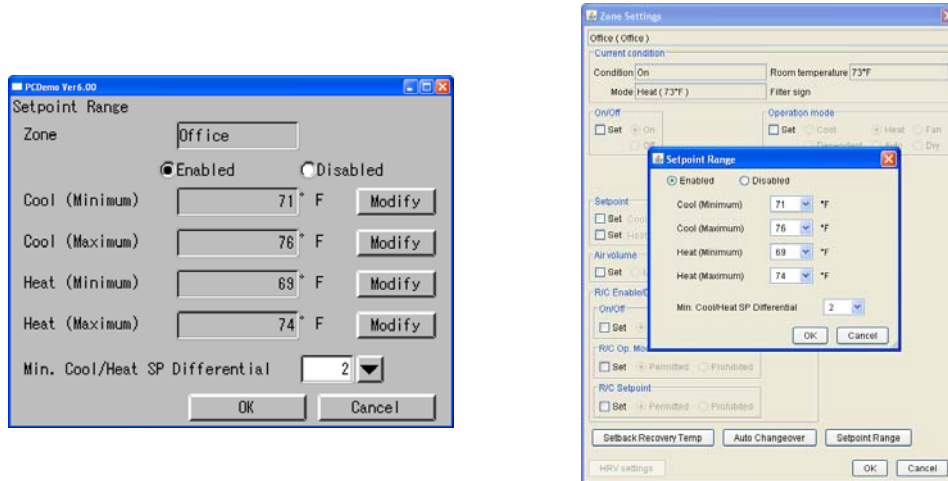 PCDemo Ver6.00
Setpoint Range
Zone Office
Enabled Disabled
Cool (Minimum) 71 ° F Modify
Cool (Maximum) 76 ° F Modify
Heat (Minimum) 69 ° F Modify
Heat (Maximum) 74 ° F Modify
Min. Cool/Heat SP Differential 2
OK Cancel
Zone Settings
Office ( Office )
Current condition
Condition On Room temperature 73°F
Mode Heat ( 73°F ) Filter sign
On/Off Operation mode
Set On Set Cool Heat Fan
Off Dependent Auto Dry
Setpoint Range
Enabled Disabled
Cool (Minimum) 71 °F
Cool (Maximum) 76 °F
Heat (Minimum) 69 °F
Heat (Maximum) 74 °F
Min. Cool/Heat SP Differential 2
OK Cancel
Setpoint
Set Cool
Set Heat
Air volume
Set
R/C Enable/
On/Off
Set
R/C Op. Mo
Set Permitted Prohibited
R/C Setpoint
Set Permitted Prohibited
Setback Recovery Temp Auto Changeover Setpoint Range
HRV settings OK Cancel